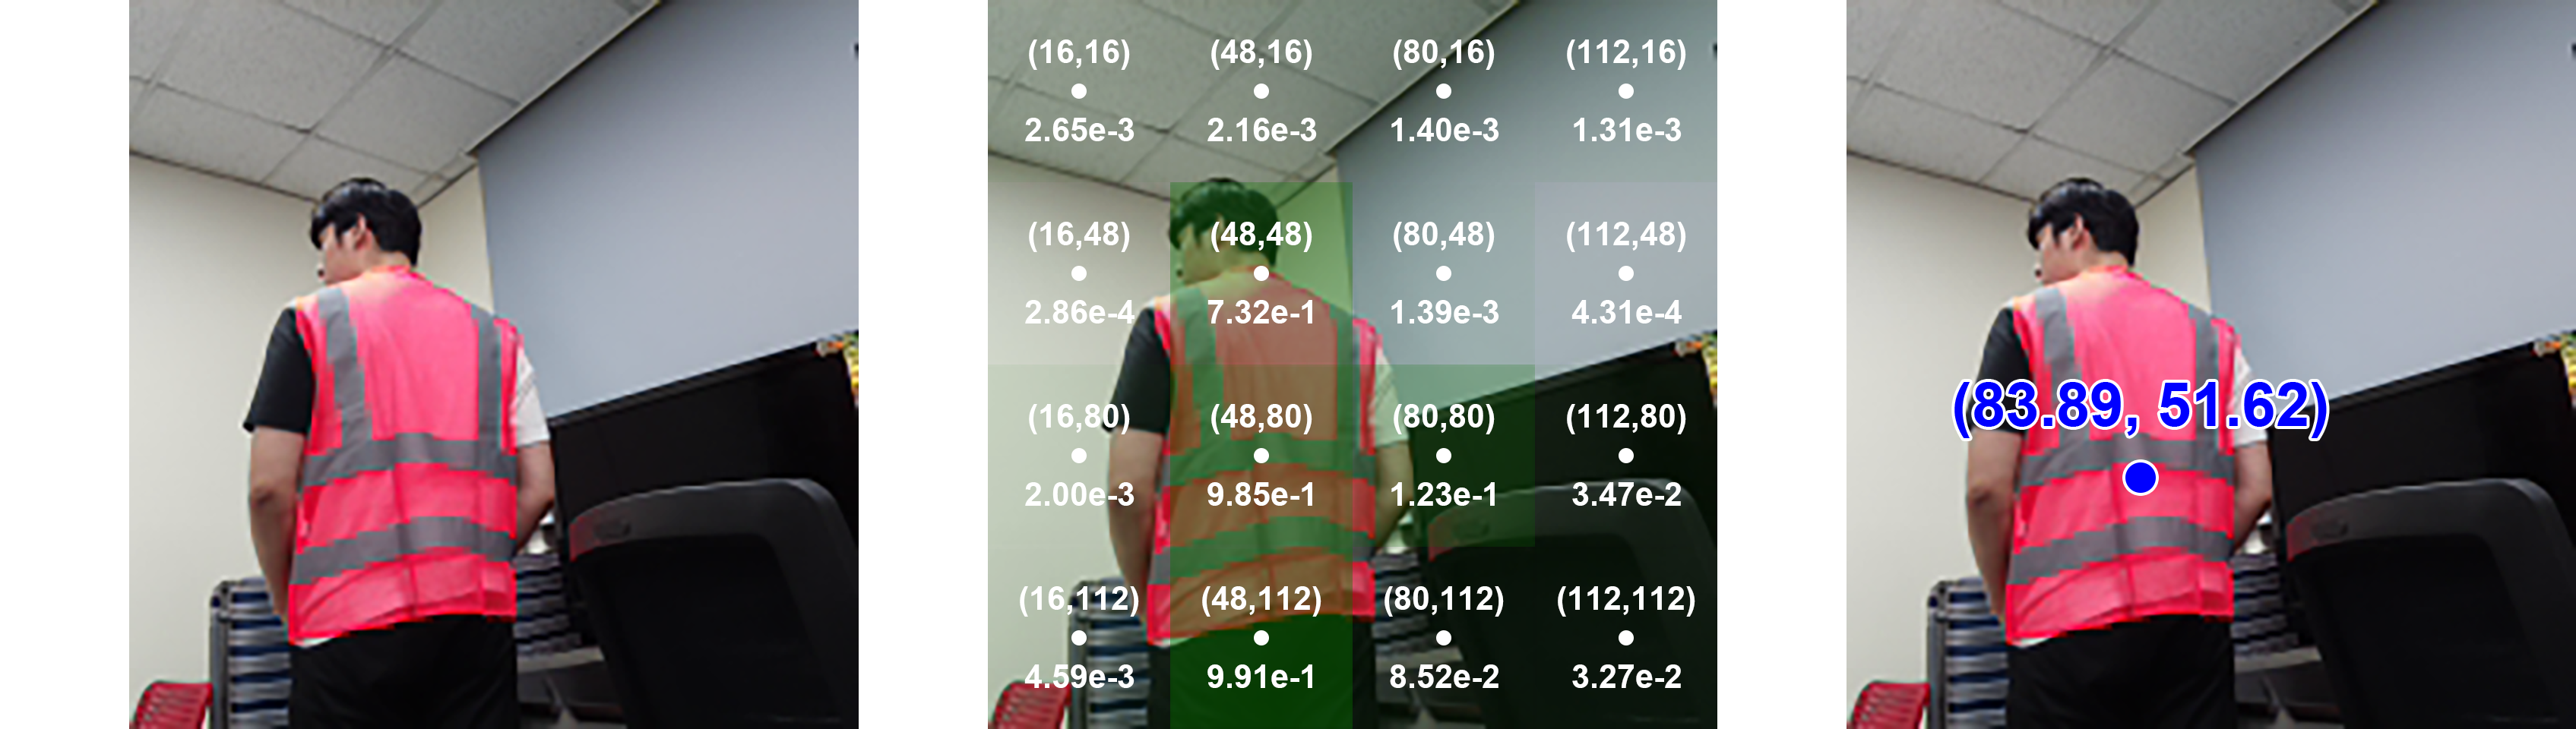 (16,16) (48,16) (80,16) (112,16)
2.65e-3 2.16e-3 1.40e-3 1.31e-3
(16,48) (48,48) (80,48) (112,48)
2.86e-4 7.32e-1 1.39e-3 4.31e-4
(16,80) (48,80) (80,80) (112,80)
2.00e-3 9.85e-1 1.23e-1 3.47e-2
(16,112) (48,112) (80,112) (112,112)
4.59e-3 9.91e-1 8.52e-2 3.27e-2
(83.89, 51.62)